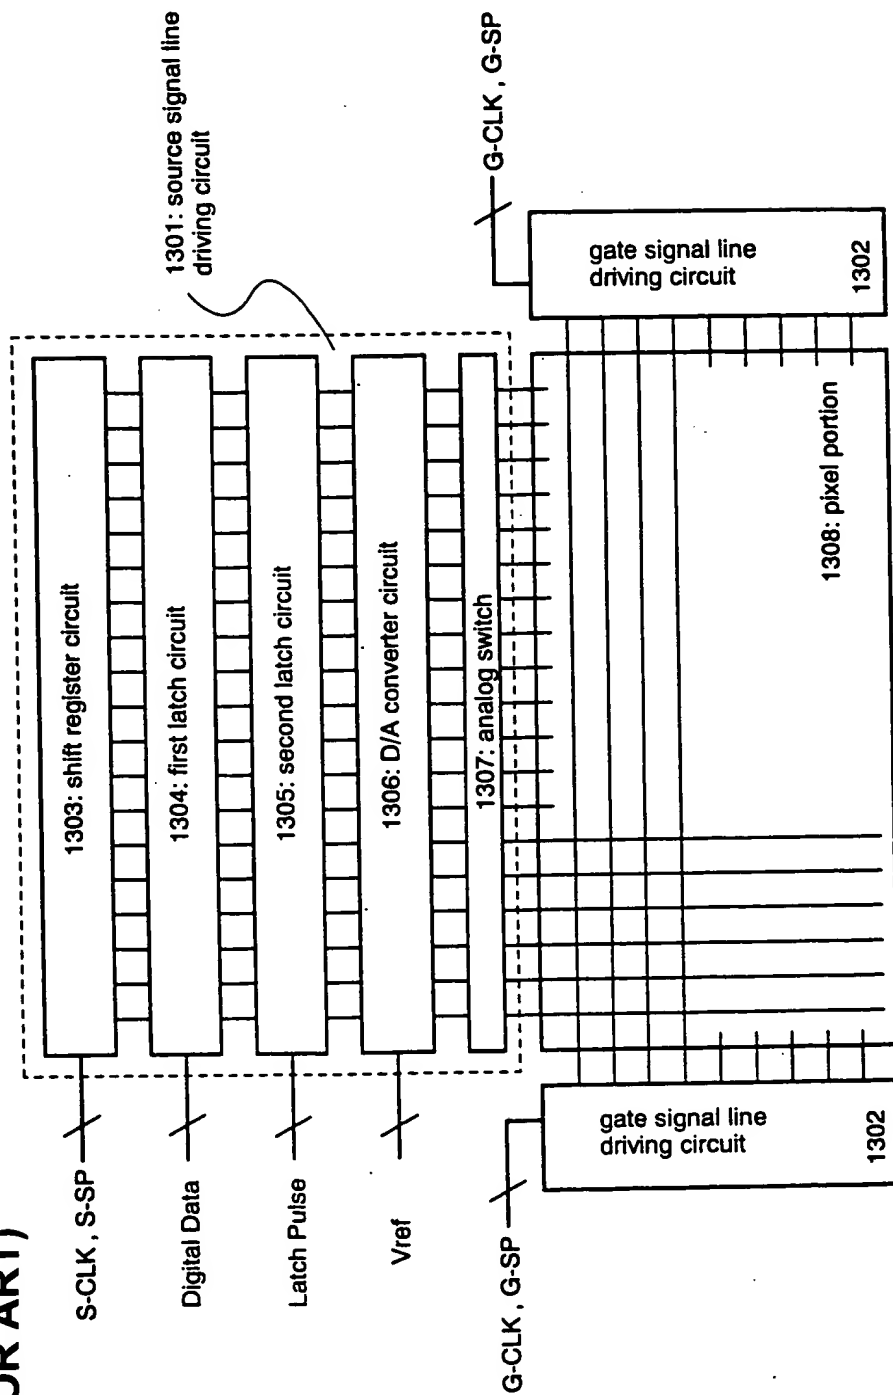 OR ART)
1301: source signal line
driving circuit
S-CLK , S-SP
1303: shift register circuit
Digital Data
1304: first latch circuit
Latch Pulse
1305: second latch circuit
Vref
1306: D/A converter circuit
1307: analog switch
G-CLK , G-SP
G-CLK , G-SP
gate signal line
driving circuit
1302
1308: pixel portion
gate signal line
driving circuit
1302